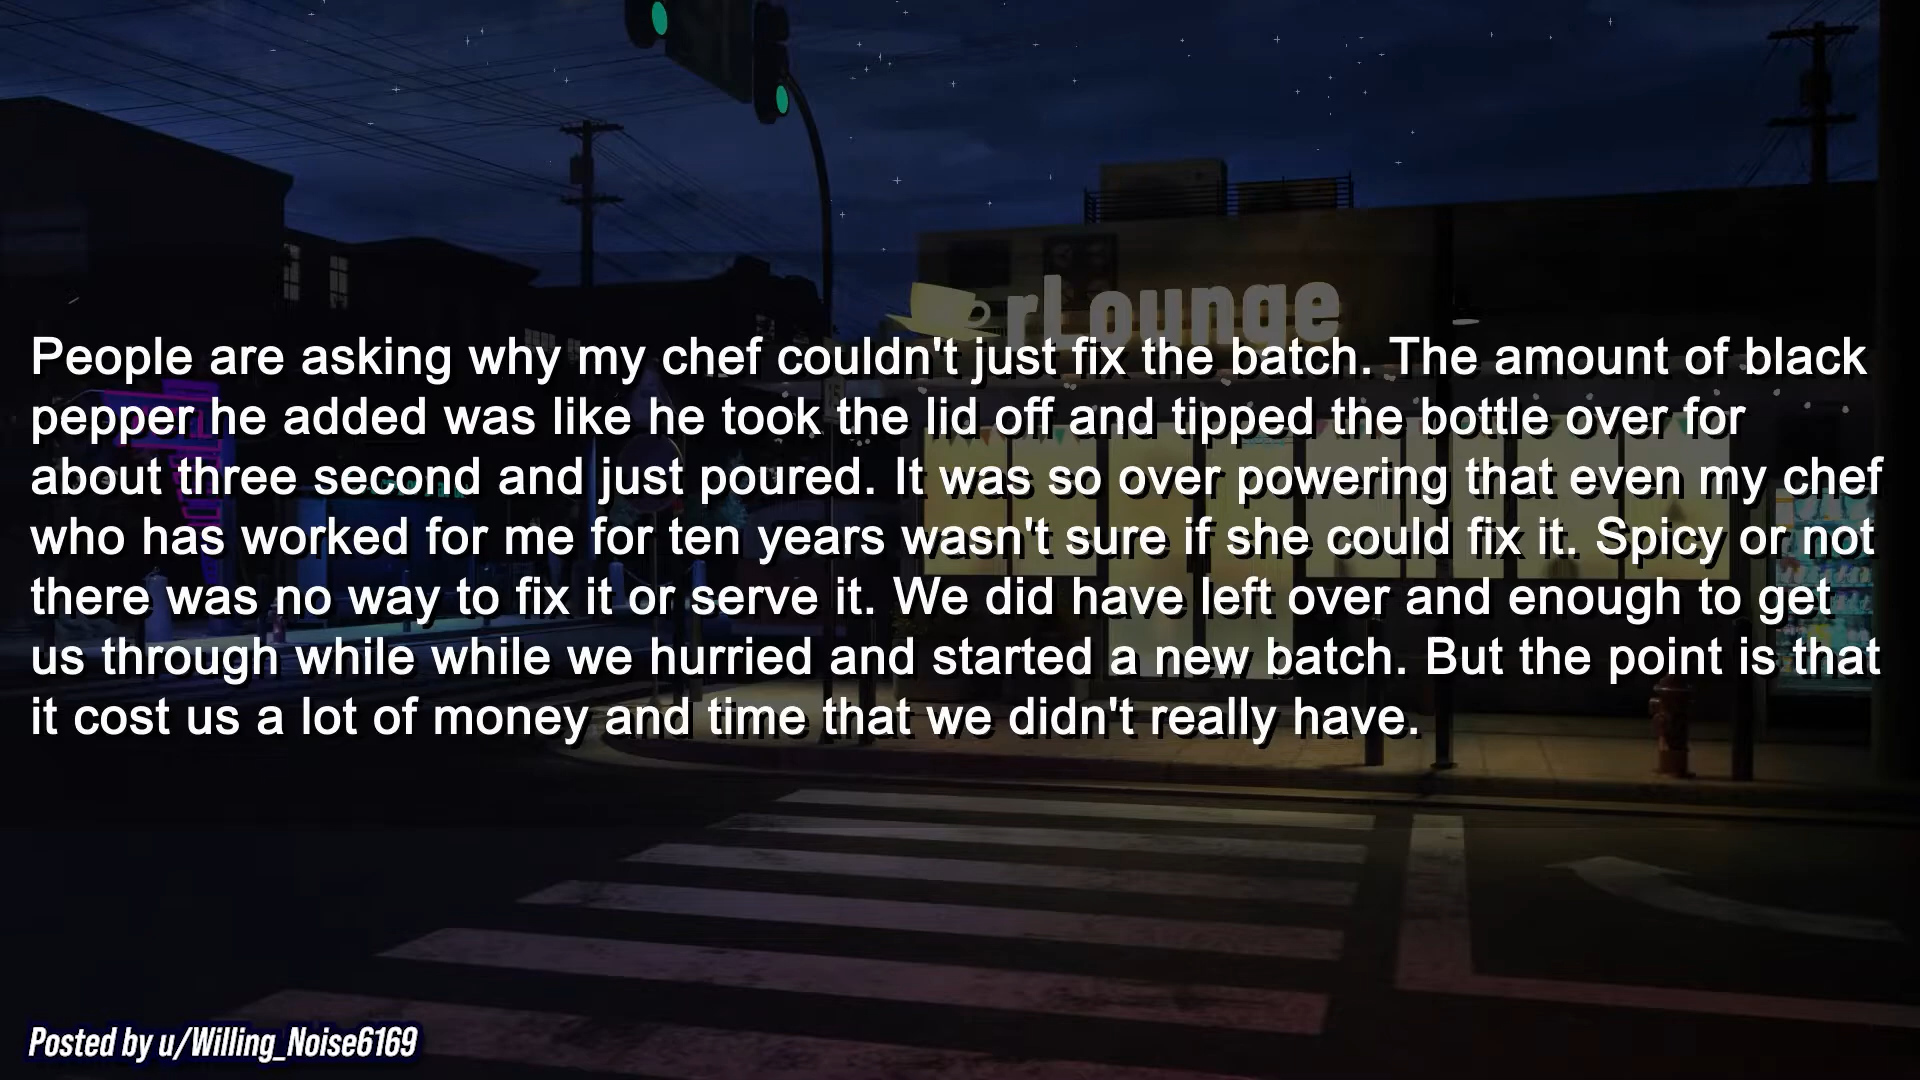 rLounge
People are asking why my chef couldn't just fix the batch. The amount of black
pepper he added was like he took the lid off and tipped the bottle over for
about three second and just poured. It was so over powering that even my chef
who has worked for me for ten years wasn't sure if she could fix it. Spicy or not
there was no way to fix it or serve it. We did have left over and enough to get
us through while while we hurried and started a new batch. But the point is that
it cost us a lot of money and time that we didn't really have.
Posted by u/Willing_Noise6169